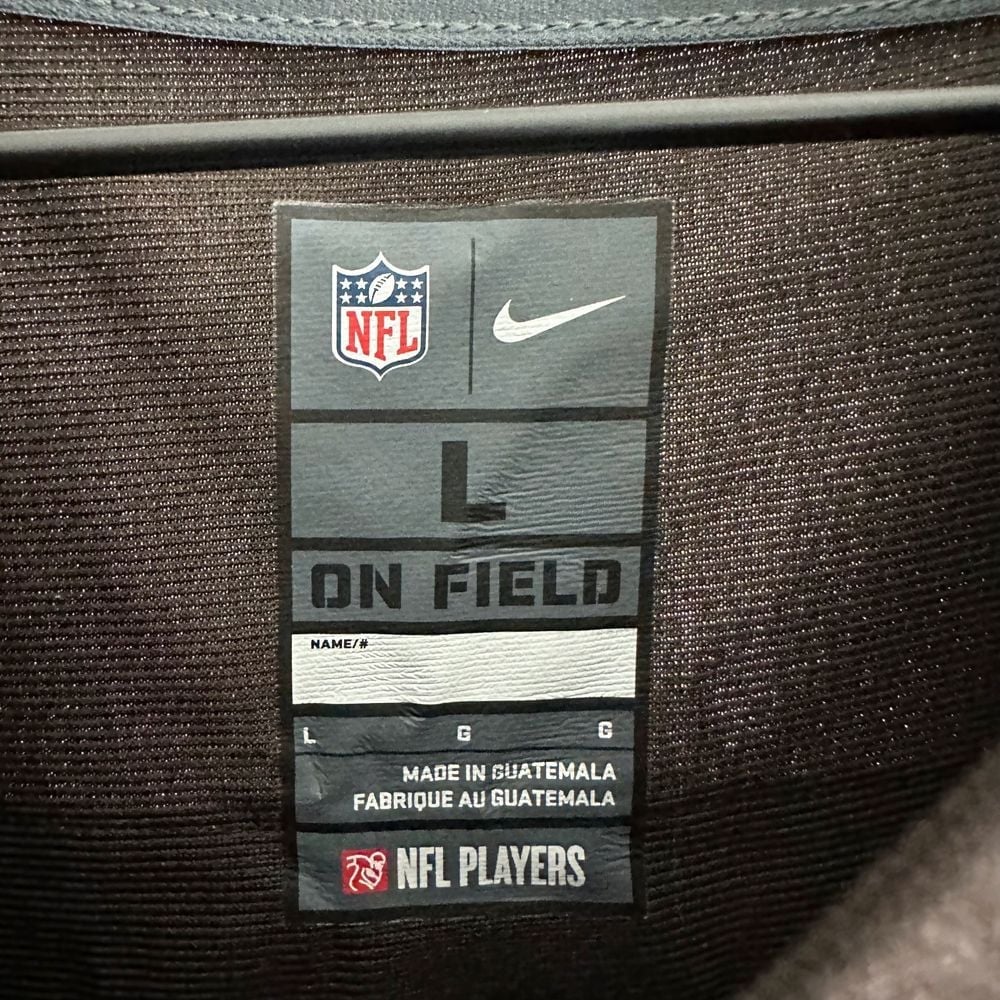 NFL
L
ON FIELD
NAME/#
L G G
MADE IN GUATEMALA
FABRIQUE AU GUATEMALA
NFL PLAYERS